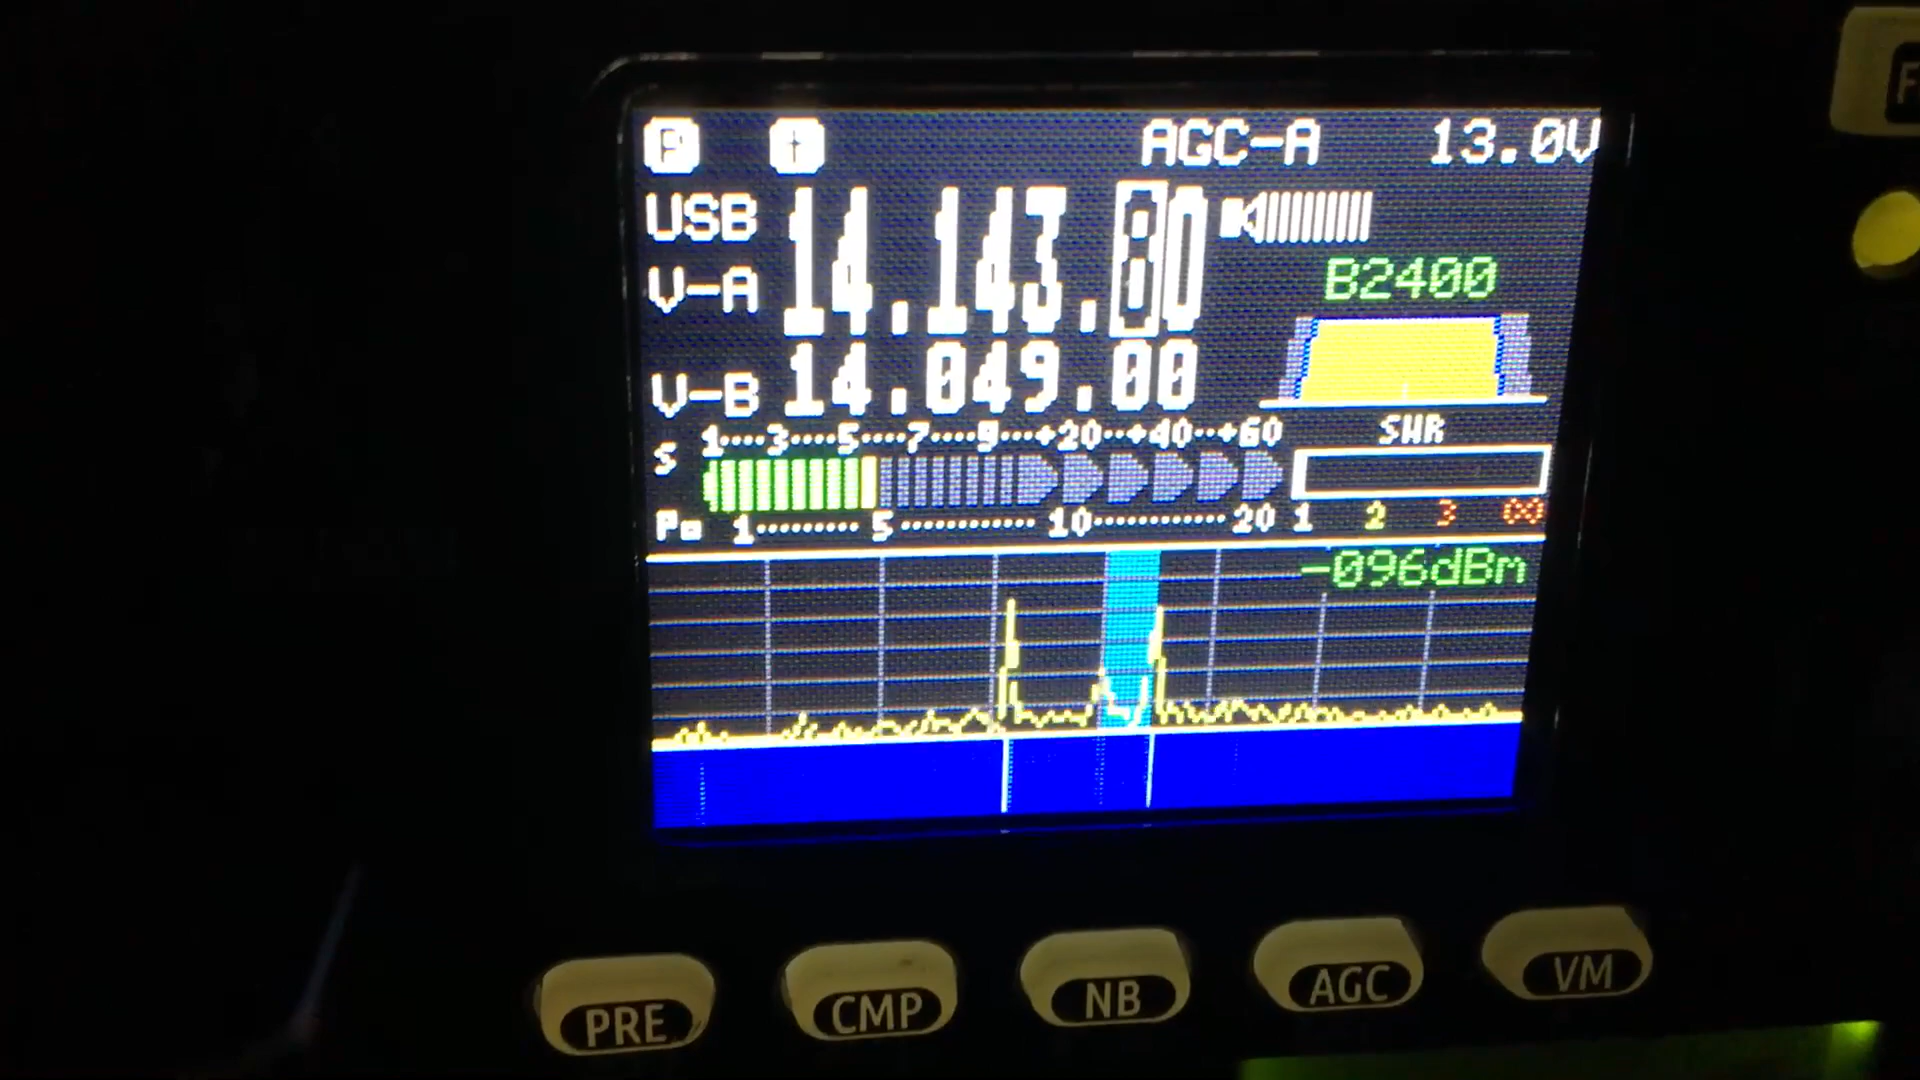 P AGC-A 13.0V
USB
V-A 14.143.80
B2400
V-B 14.049.00
S 1····3····5····7····9···+20··+40··+60 SWR
Po 1·········5············10···········20 1 2 3 (∞)
-096dBm
PRE CMP NB AGC VM
F